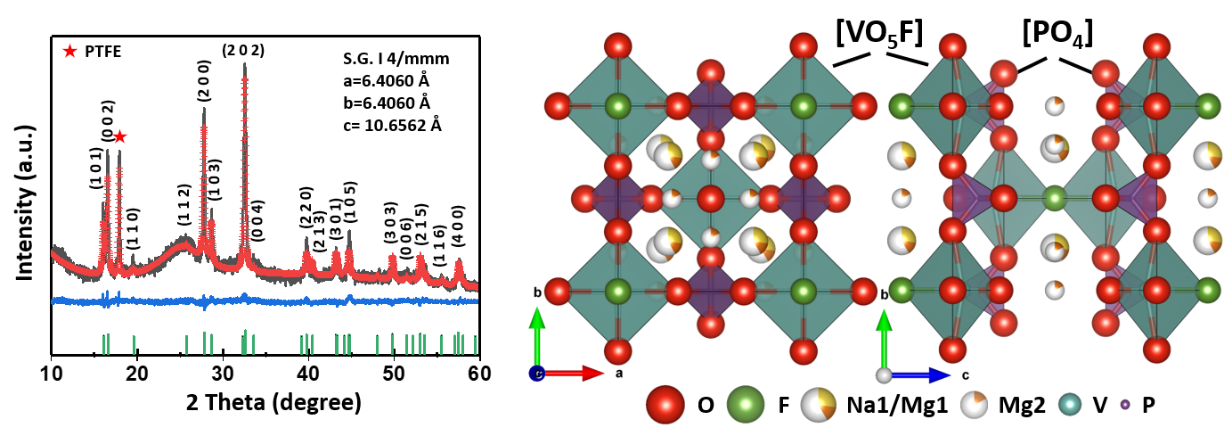 ★ PTFE
S.G. I 4/mmm
a=6.4060 Å
b=6.4060 Å
c= 10.6562 Å
(1 0 1)
(0 0 2)
(1 1 0)
(1 1 2)
(2 0 0)
(1 0 3)
(2 0 2)
(0 0 4)
(2 2 0)
(2 1 3)
(3 0 1)
(1 0 5)
(3 0 3)
(0 0 6)
(2 1 5)
(1 1 6)
(4 0 0)
Intensity (a.u.)
10 20 30 40 50 60
2 Theta (degree)
[VO5F] [PO4]
b
c
a
b
c
O F Na1/Mg1 Mg2 V P